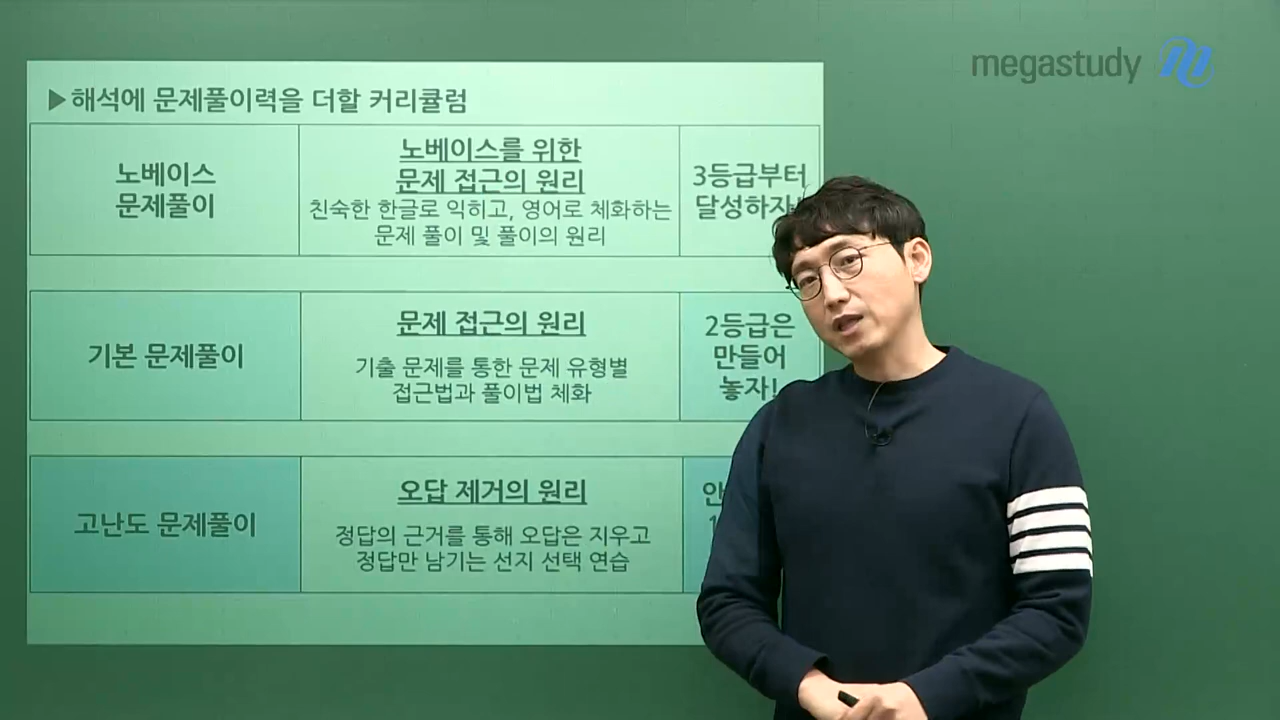 megastudy
▶해석에 문제풀이력을 더할 커리큘럼
노베이스
문제풀이
노베이스를 위한
문제 접근의 원리
친숙한 한글로 익히고, 영어로 체화하는
문제 풀이 및 풀이의 원리
3등급부터
달성하자!
기본 문제풀이
문제 접근의 원리
기출 문제를 통한 문제 유형별
접근법과 풀이법 체화
2등급은
만들어
놓자!
고난도 문제풀이
오답 제거의 원리
정답의 근거를 통해 오답은 지우고
정답만 남기는 선지 선택 연습